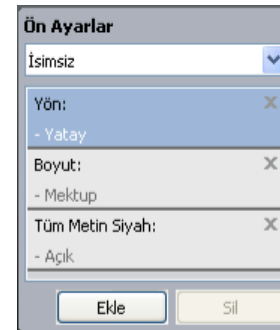 Ön Ayarlar
İsimsiz
Yön:
- Yatay
Boyut:
- Mektup
Tüm Metin Siyah:
- Açık
Ekle
Sil